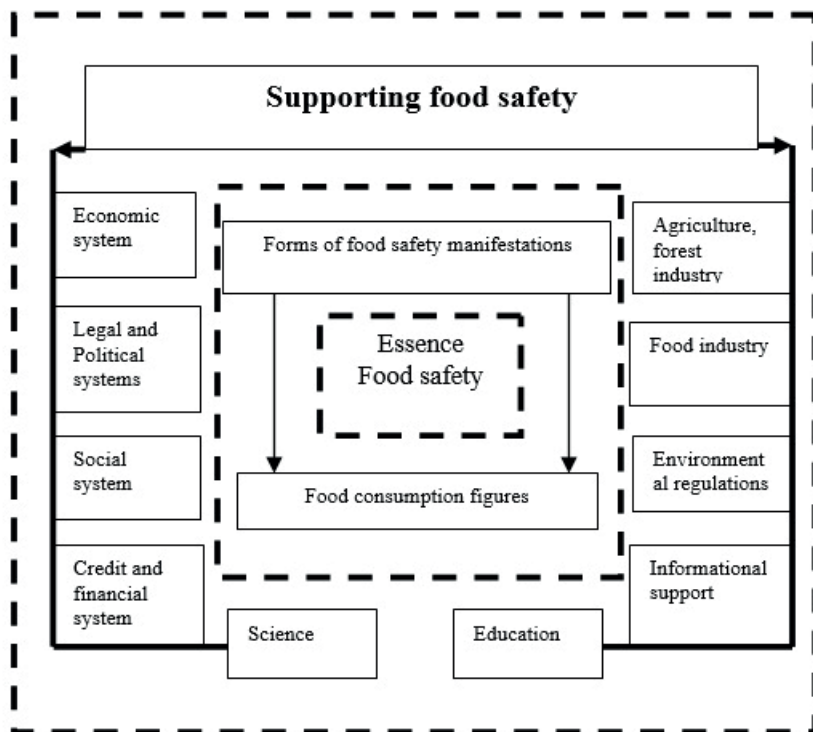 Supporting food safety
Economic
system
Legal and
Political
systems
Social
system
Credit and
financial
system
Forms of food safety manifestations
Essence
Food safety
Food consumption figures
Agriculture,
forest
industry
Food industry
Environment
al regulations
Informational
support
Science
Education